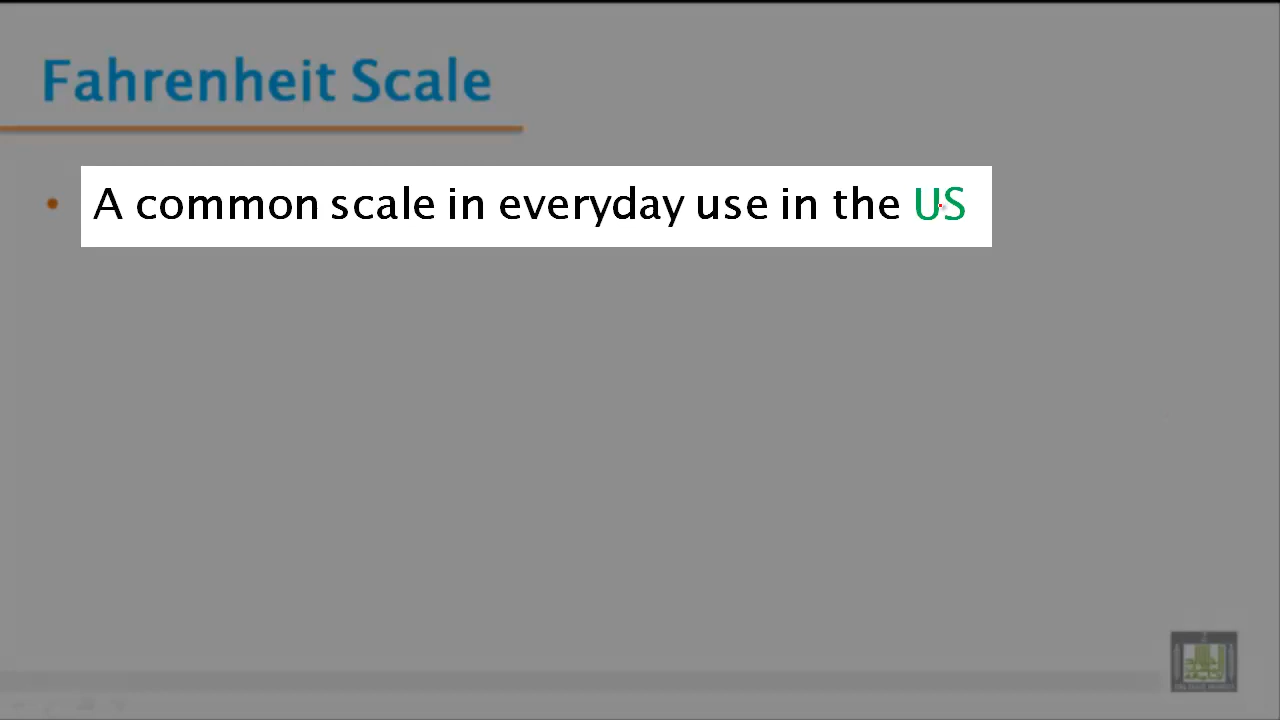 Fahrenheit Scale
• A common scale in everyday use in the US